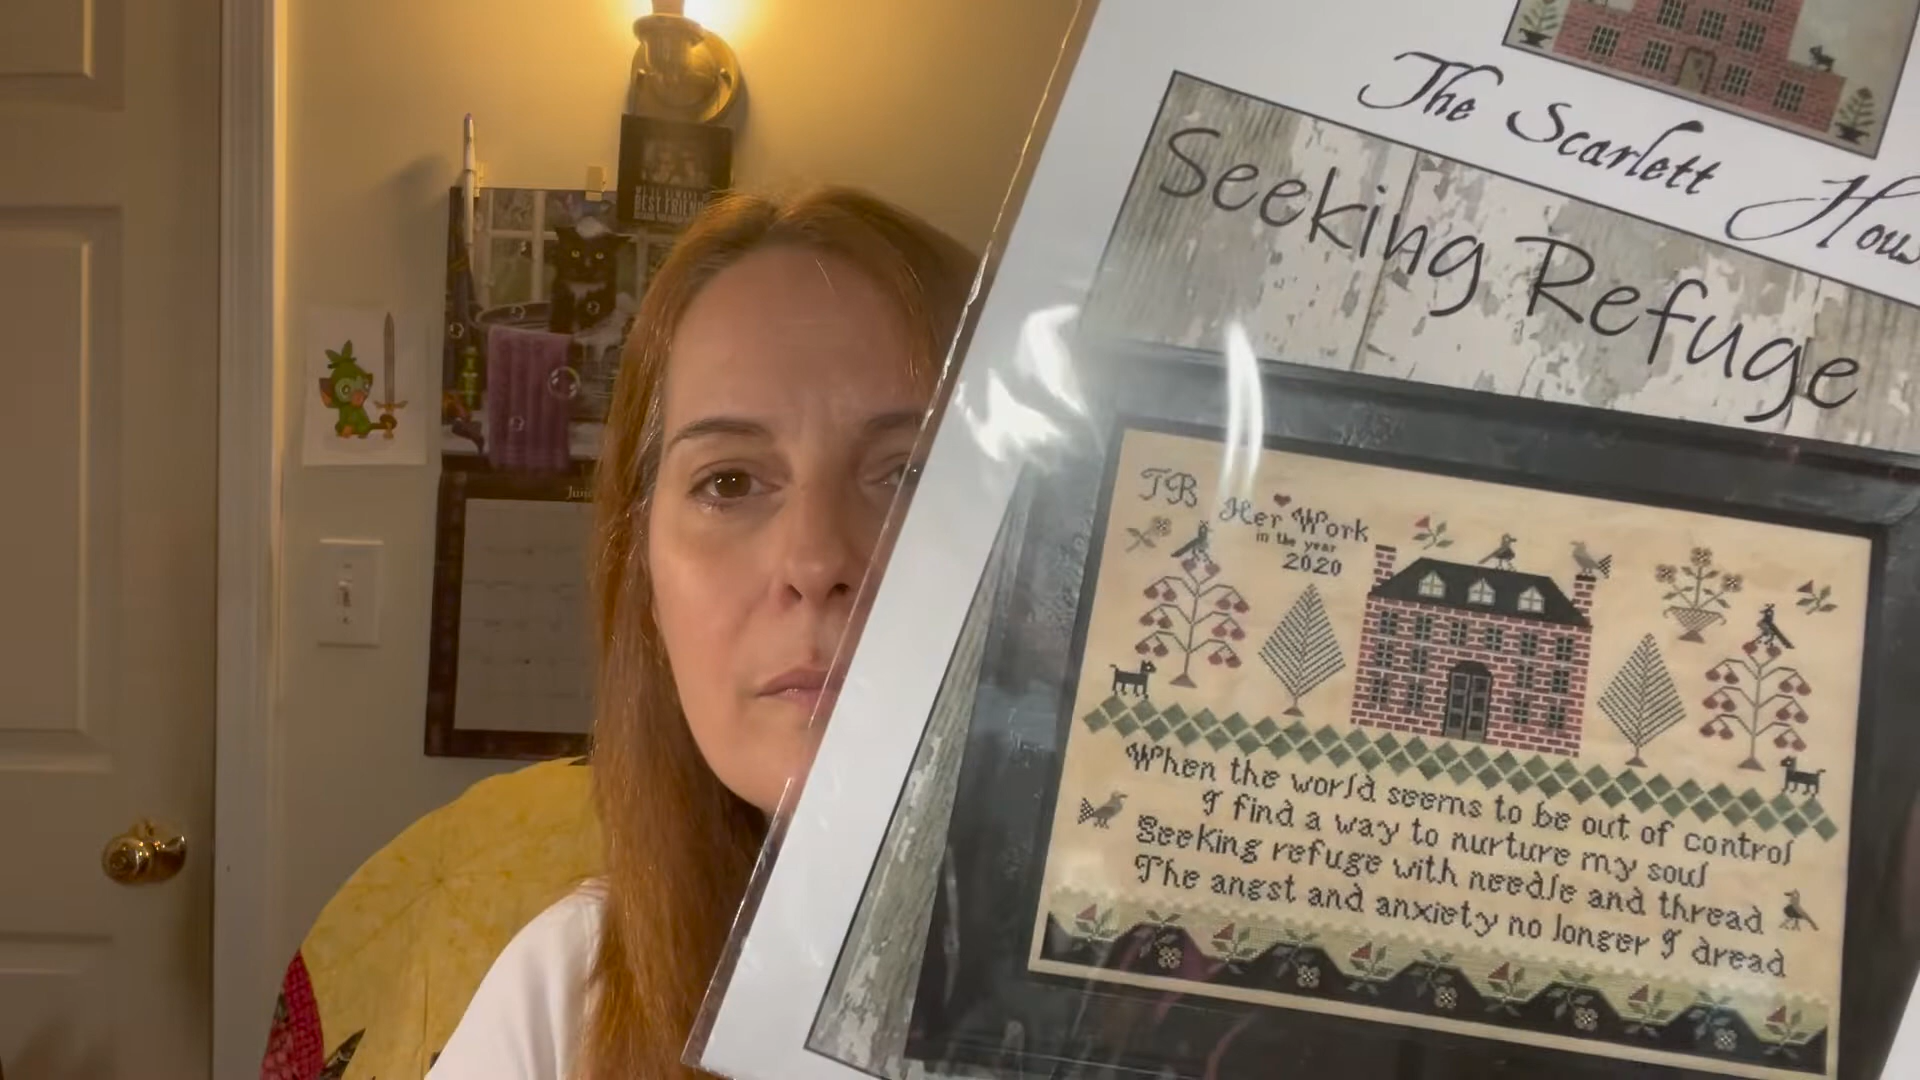 The Scarlett
Seeking Refuge
TB Her Work
in the year
2020
When the world seems to be out of control
I find a way to nurture my soul
Seeking refuge with needle and thread
The angst and anxiety no longer I dread
BEST FRIEND